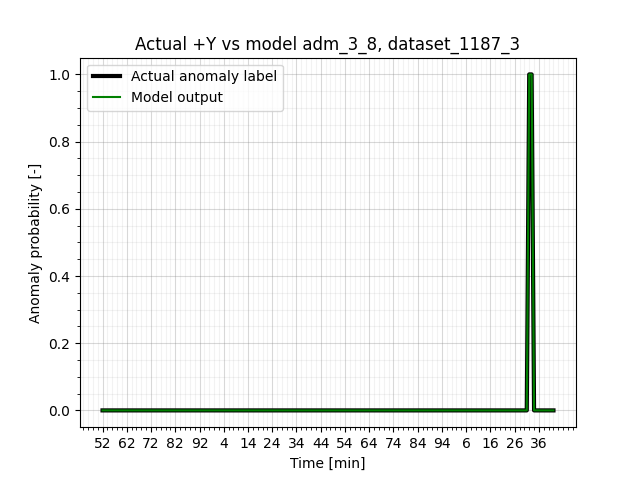 Actual +Y vs model adm_3_8, dataset_1187_3
Actual anomaly label
Model output
Anomaly probability [-]
1.0
0.8
0.6
0.4
0.2
0.0
52 62 72 82 92 4 14 24 34 44 54 64 74 84 94 6 16 26 36
Time [min]